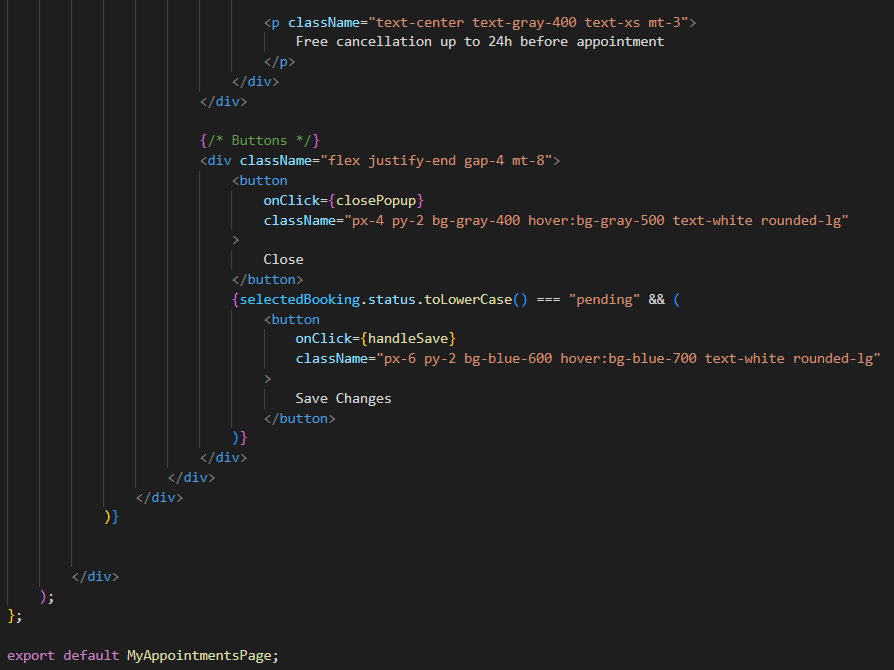 <p className="text-center text-gray-400 text-xs mt-3">
Free cancellation up to 24h before appointment
</p>
</div>
</div>
{/* Buttons */}
<div className="flex justify-end gap-4 mt-8">
<button
onClick={closePopup}
className="px-4 py-2 bg-gray-400 hover:bg-gray-500 text-white rounded-lg"
>
Close
</button>
{selectedBooking.status.toLowerCase() === "pending" && (
<button
onClick={handleSave}
className="px-6 py-2 bg-blue-600 hover:bg-blue-700 text-white rounded-lg"
>
Save Changes
</button>
)}
</div>
</div>
</div>
)}
</div>
);
};
export default MyAppointmentsPage;